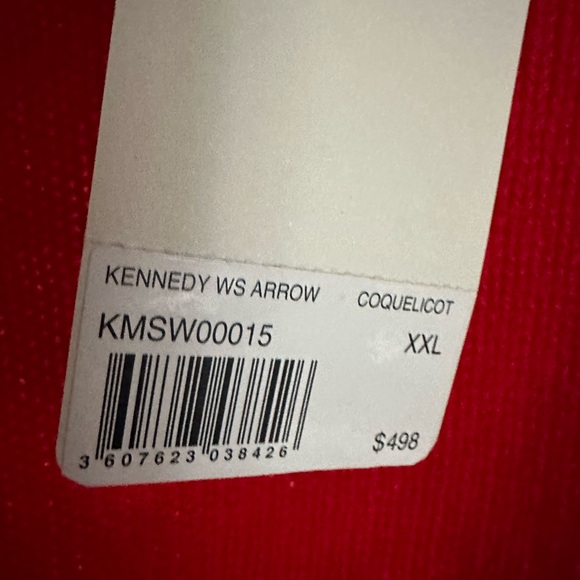 KENNEDY WS ARROW COQUELICOT
KMSW00015 XXL
3 607623 038426 $498